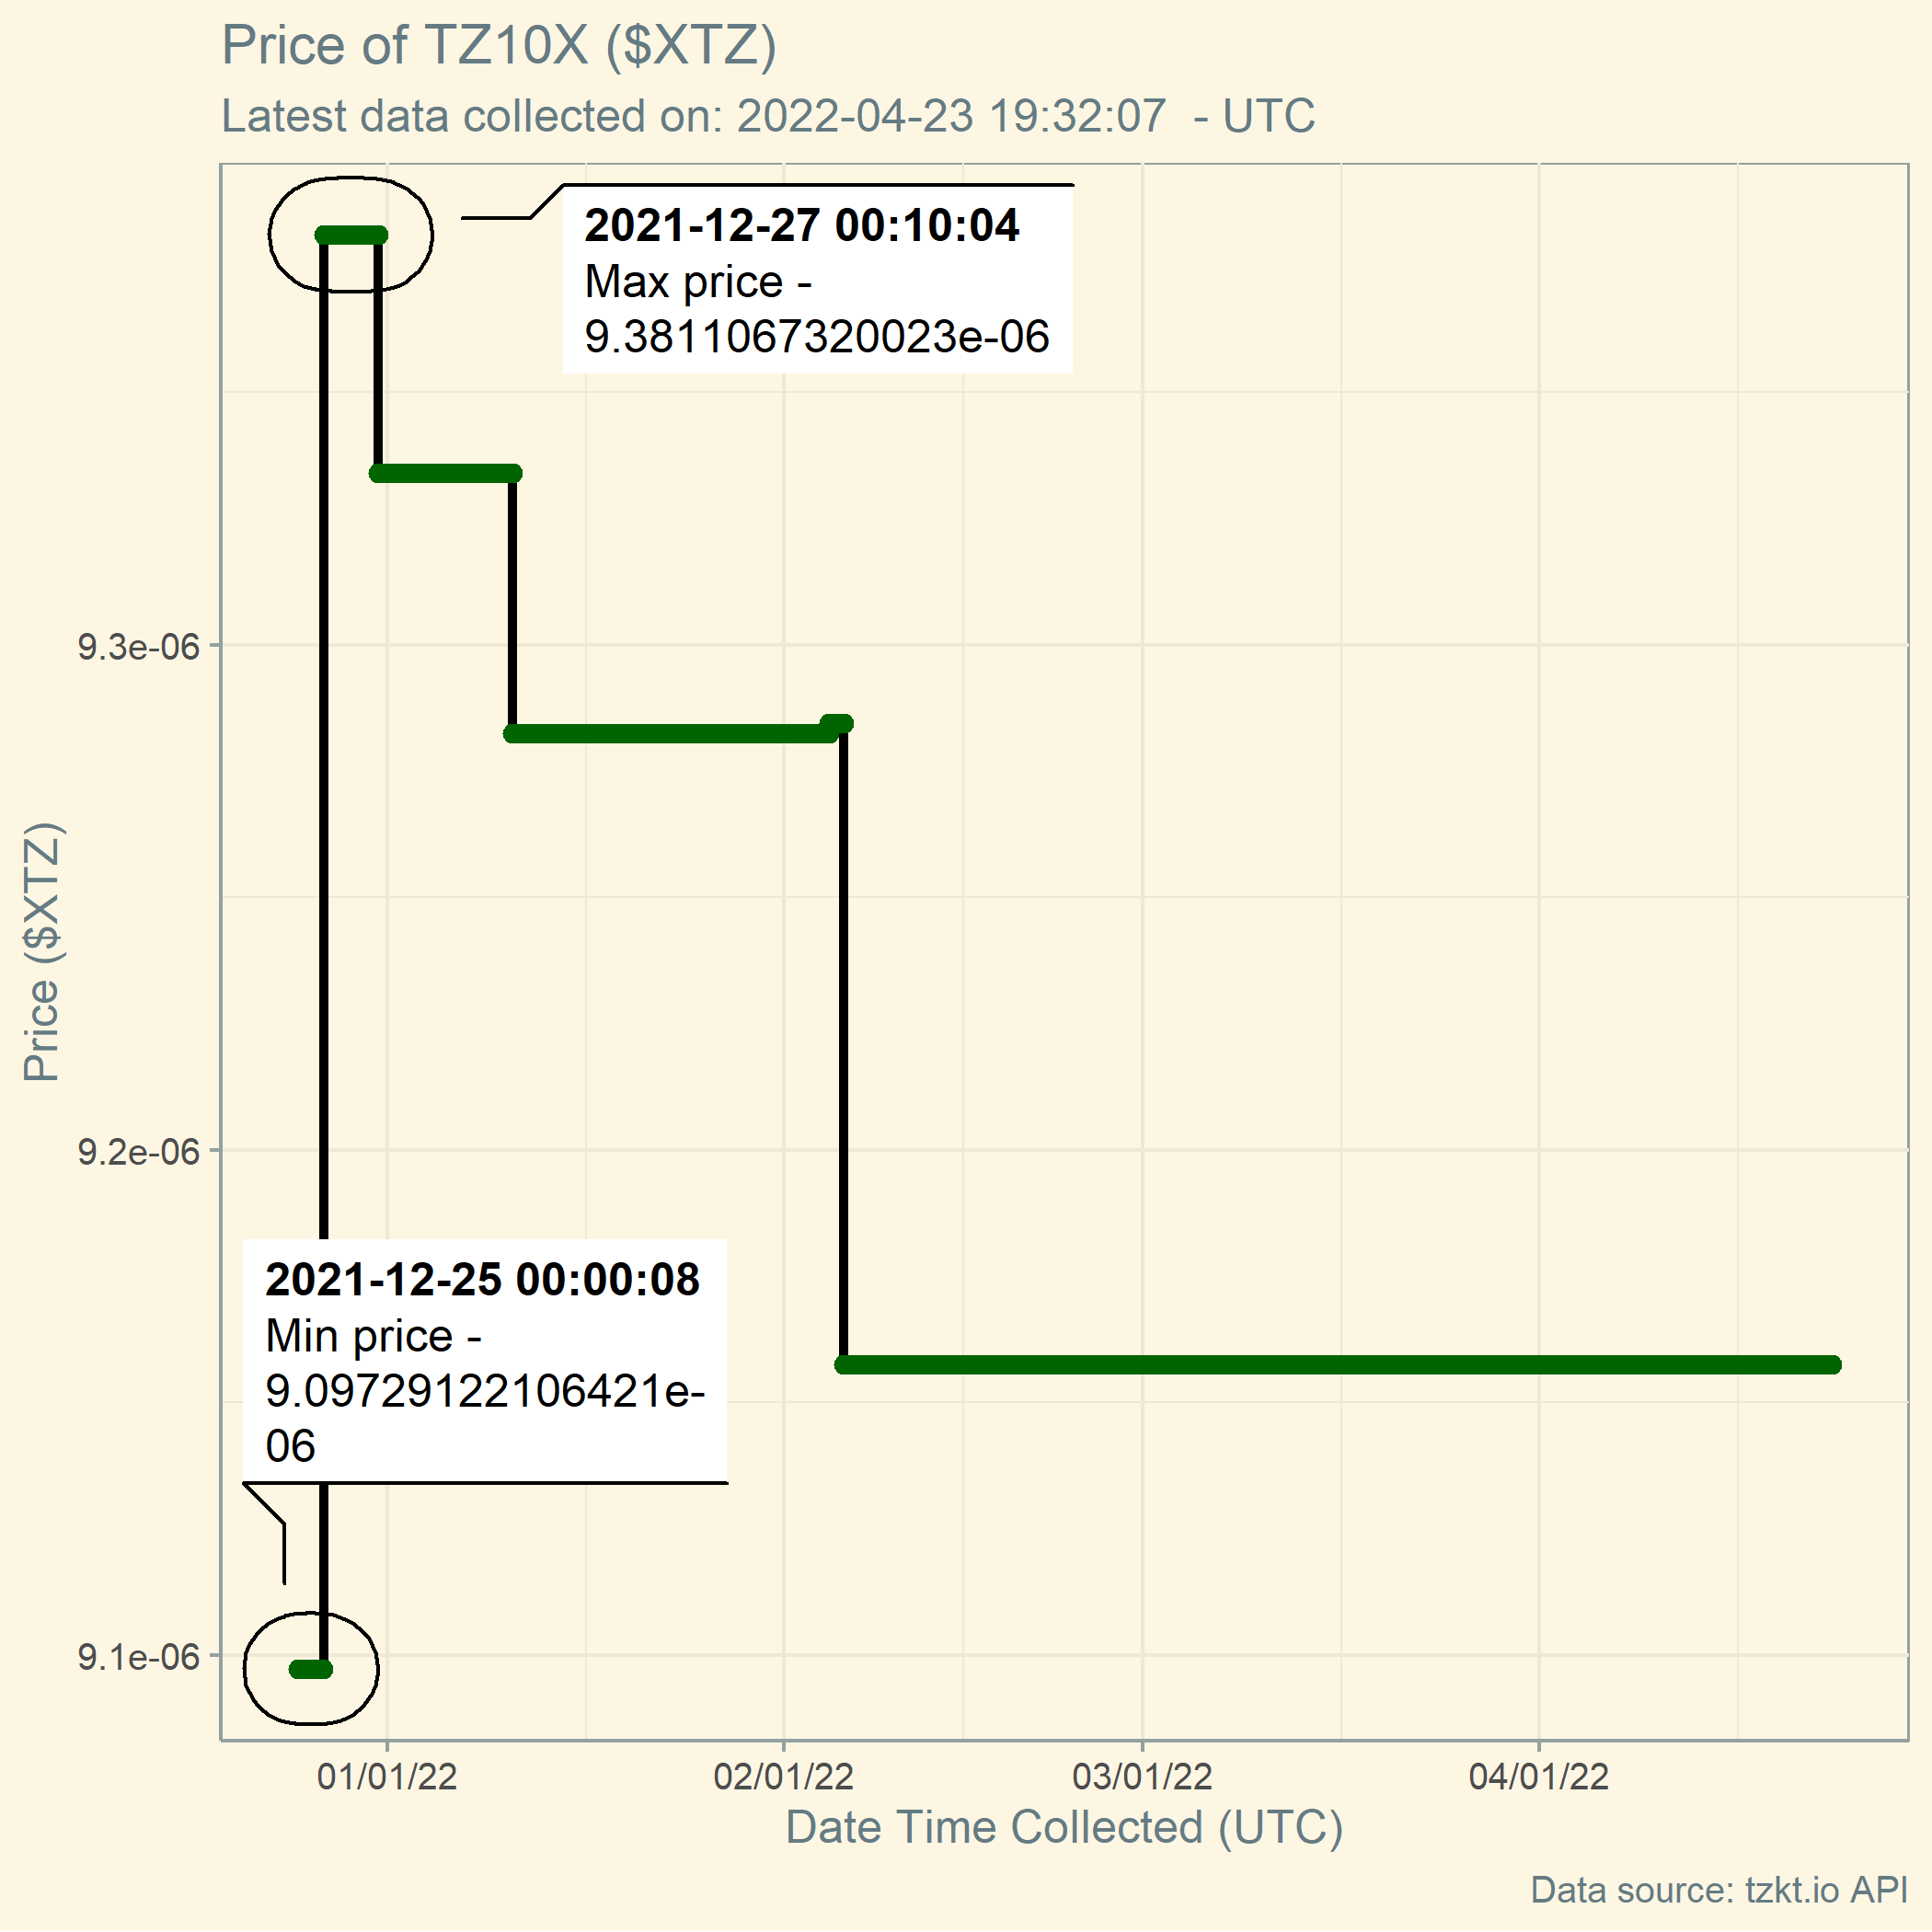 Price of TZ10X ($XTZ)
Latest data collected on: 2022-04-23 19:32:07  - UTC
2021-12-27 00:10:04
Max price -
9.3811067320023e-06
9.3e-06
Price ($XTZ)
9.2e-06
2021-12-25 00:00:08
Min price -
9.09729122106421e-
06
9.1e-06
01/01/22 02/01/22 03/01/22 04/01/22
Date Time Collected (UTC)
Data source: tzkt.io API